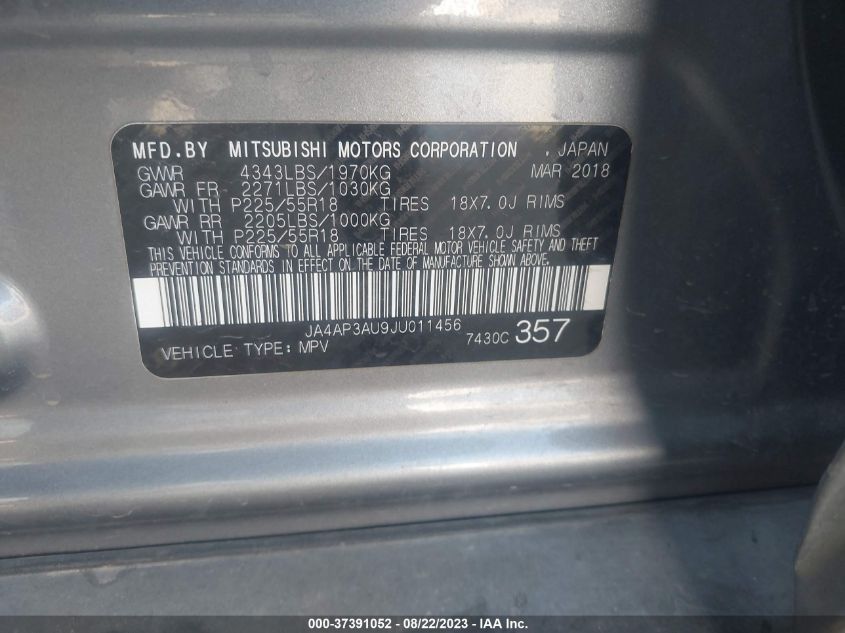 MFD.BY MITSUBISHI MOTORS CORPORATION , JAPAN
GVWR 4343LBS/1970KG MAR 2018
GAWR FR 2271LBS/1030KG
WITH P225/55R18 TIRES 18X7.0J RIMS
GAWR RR 2205LBS/1000KG
WITH P225/55R18 TIRES 18X7.0J RIMS
THIS VEHICLE CONFORMS TO ALL APPLICABLE FEDERAL MOTOR VEHICLE SAFETY AND THEFT
PREVENTION STANDARDS IN EFFECT ON THE DATE OF MANUFACTURE SHOWN ABOVE.
JA4AP3AU9JU011456
VEHICLE TYPE: MPV 7430C 357
000-37391052 - 08/22/2023 - IAA Inc.